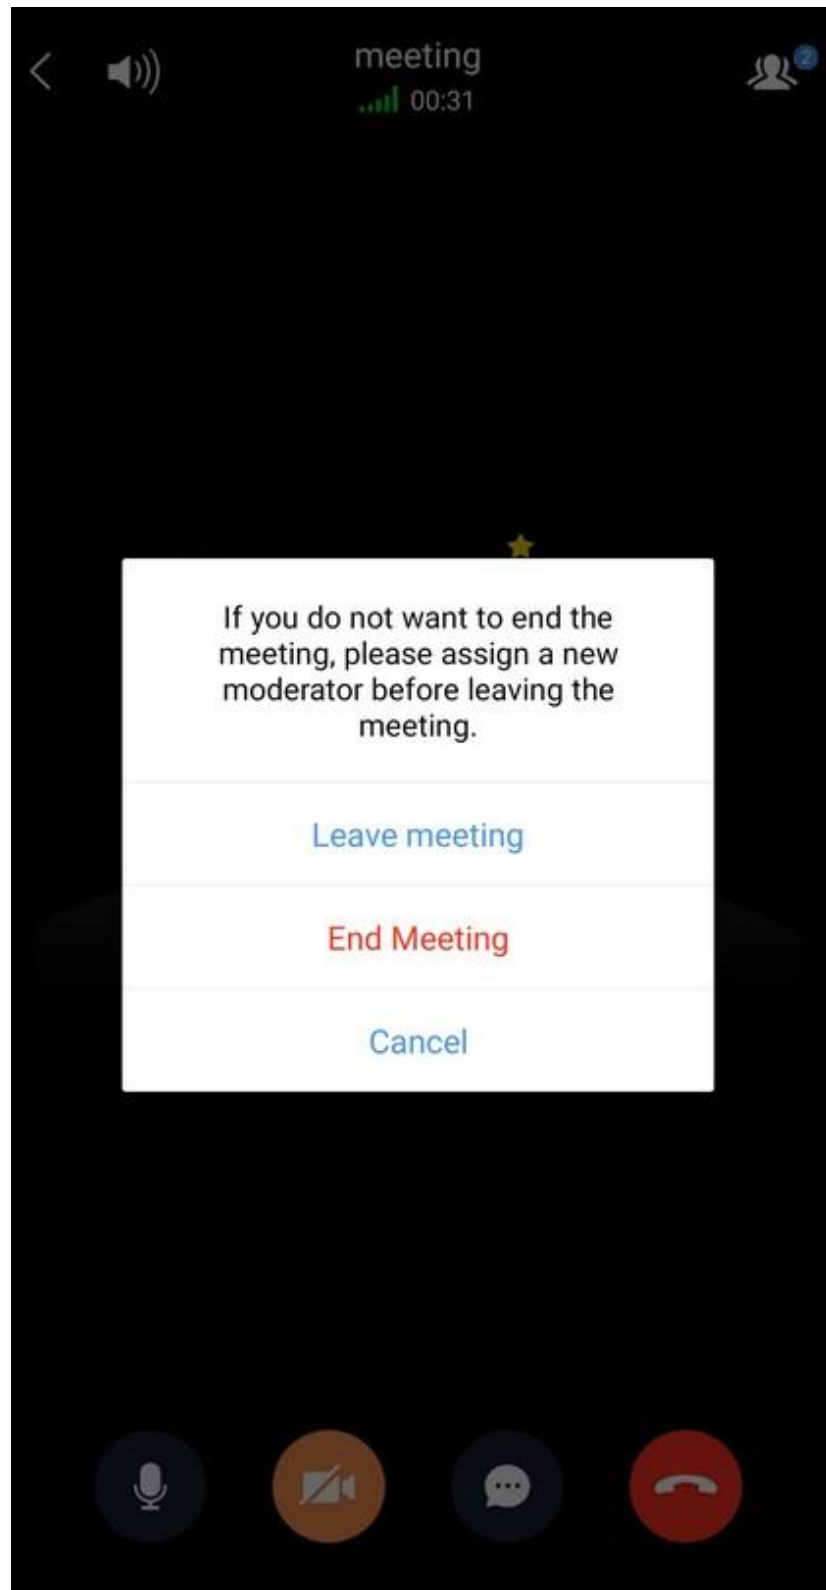 meeting
2
00:31
If you do not want to end the
meeting, please assign a new
moderator before leaving the
meeting.
Leave meeting
End Meeting
Cancel